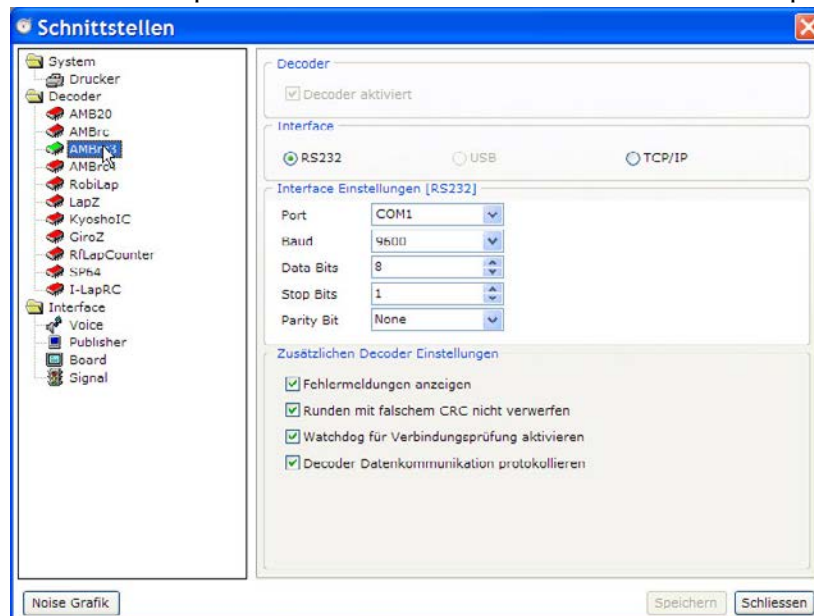 Schnittstellen
System
Drucker
Decoder
AMB20
AMBrc
AMBrc3
AMBrc4
RobiLap
LapZ
KyoshoIC
GiroZ
RfLapCounter
SP64
I-LapRC
Interface
Voice
Publisher
Board
Signal
Decoder
Decoder aktiviert
Interface
RS232 USB TCP/IP
Interface Einstellungen [RS232]
Port COM1
Baud 9600
Data Bits 8
Stop Bits 1
Parity Bit None
Zusätzlichen Decoder Einstellungen
Fehlermeldungen anzeigen
Runden mit falschem CRC nicht verwerfen
Watchdog für Verbindungsprüfung aktivieren
Decoder Datenkommunikation protokollieren
Noise Grafik Speichern Schliessen